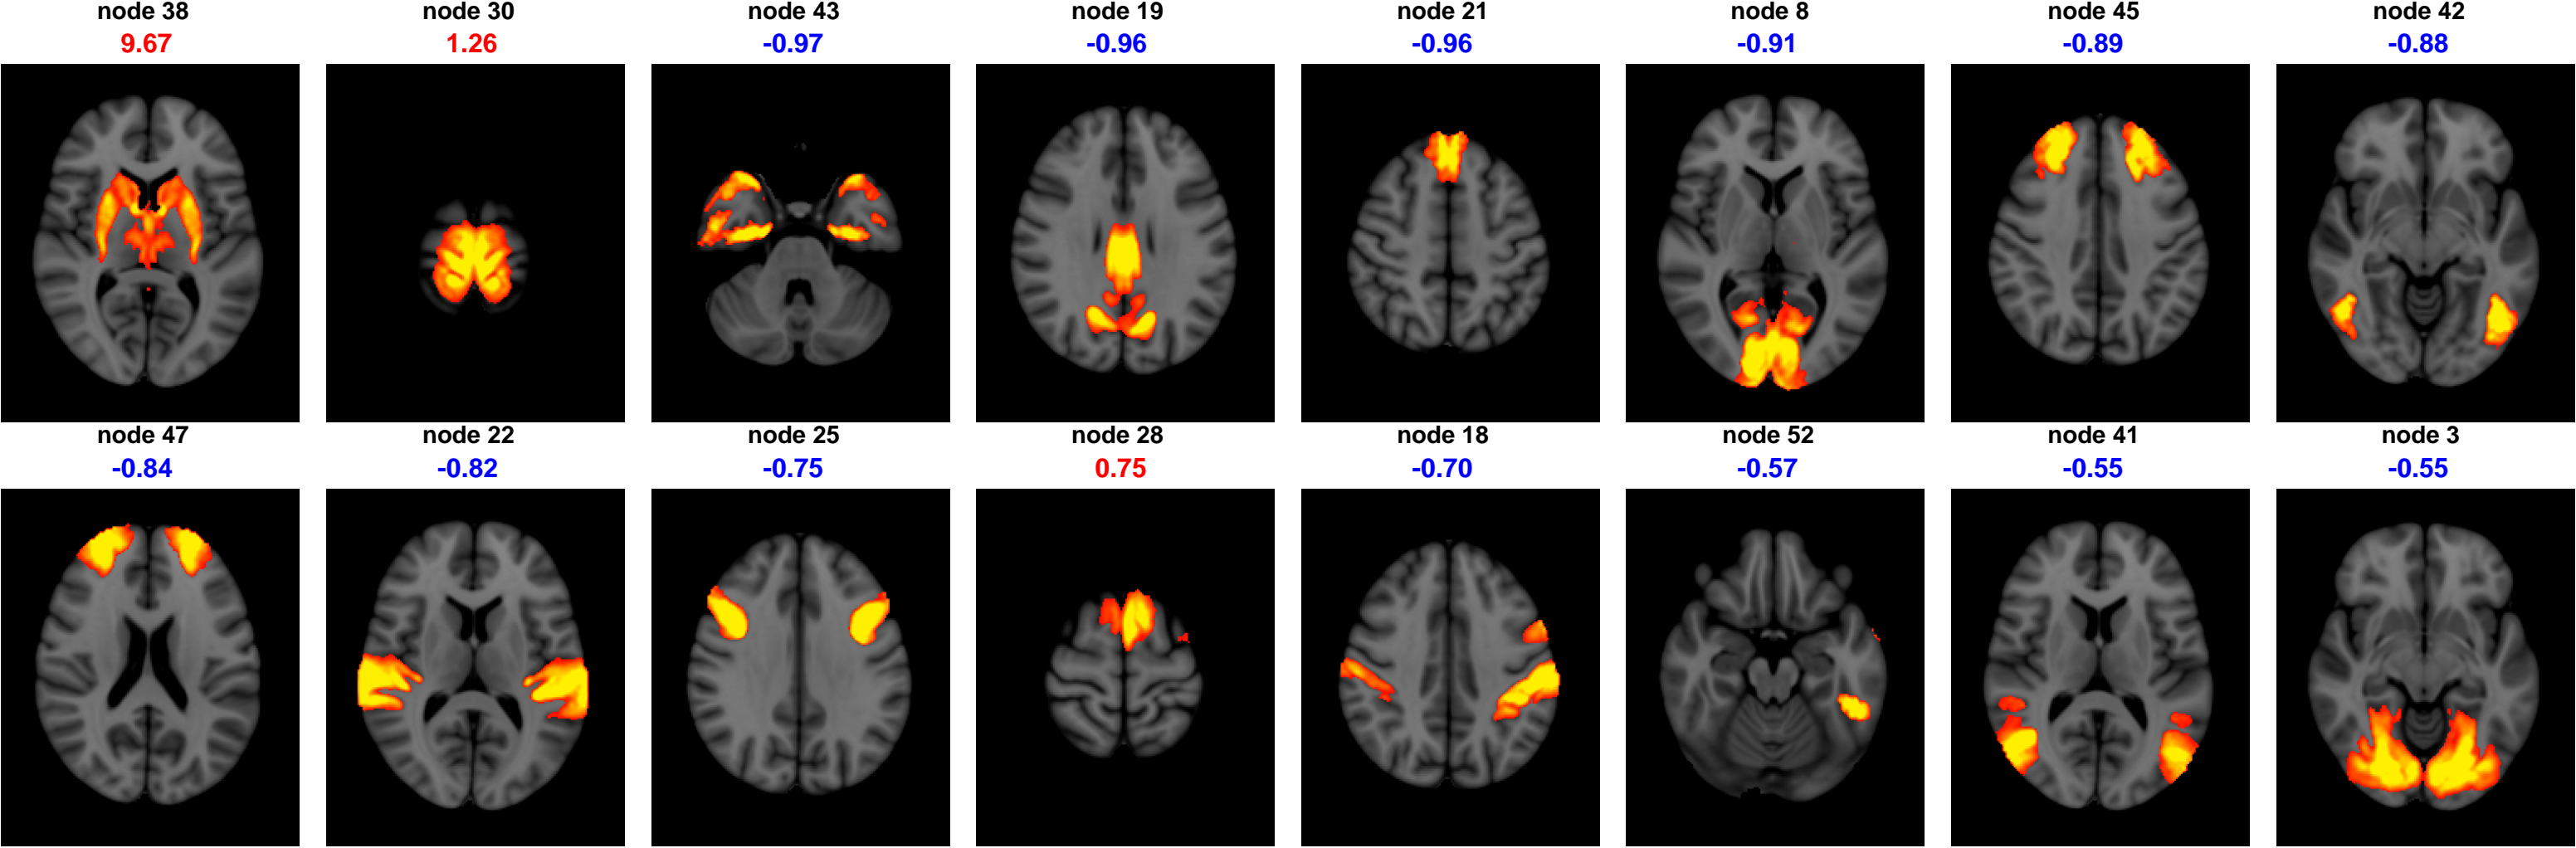 node 38 node 30 node 43 node 19 node 21 node 8 node 45 node 42
9.67 1.26 -0.97 -0.96 -0.96 -0.91 -0.89 -0.88
node 47 node 22 node 25 node 28 node 18 node 52 node 41 node 3
-0.84 -0.82 -0.75 0.75 -0.70 -0.57 -0.55 -0.55